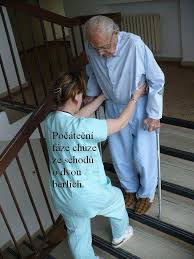 Počáteční
fáze chůze
ze schodů
o dvou
berlích.